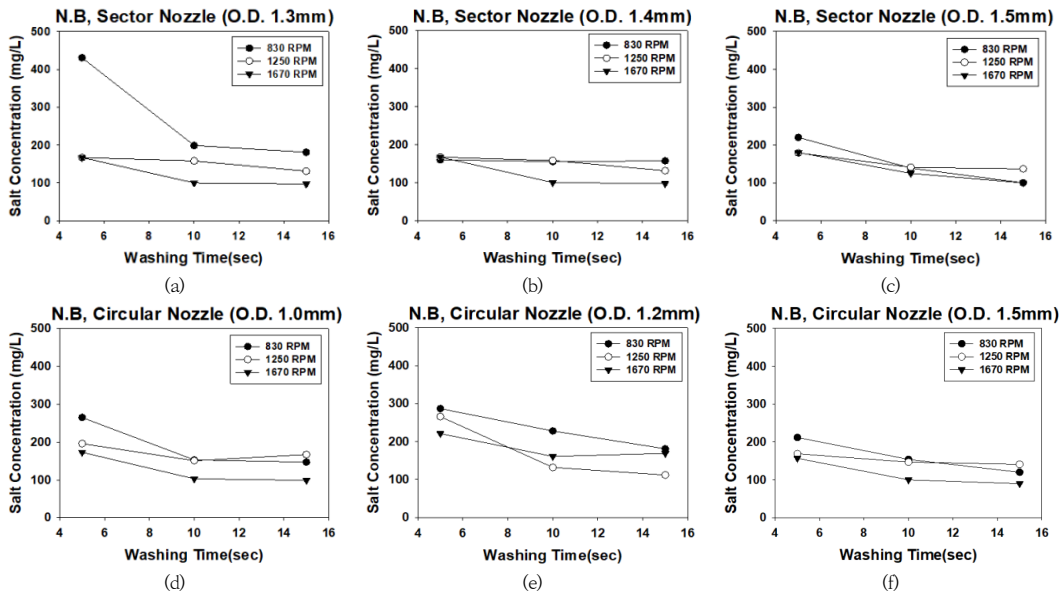 N.B, Sector Nozzle (O.D. 1.3mm)
Salt Concentration (mg/L)
500
400
300
200
100
0
830 RPM
1250 RPM
1670 RPM
4 6 8 10 12 14 16
Washing Time(sec)
(a)
N.B, Sector Nozzle (O.D. 1.4mm)
Salt Concentration (mg/L)
500
400
300
200
100
0
830 RPM
1250 RPM
1670 RPM
4 6 8 10 12 14 16
Washing Time(sec)
(b)
N.B, Sector Nozzle (O.D. 1.5mm)
Salt Concentration (mg/L)
500
400
300
200
100
0
830 RPM
1250 RPM
1670 RPM
4 6 8 10 12 14 16
Washing Time(sec)
(c)
N.B, Circular Nozzle (O.D. 1.0mm)
Salt Concentration (mg/L)
500
400
300
200
100
0
830 RPM
1250 RPM
1670 RPM
4 6 8 10 12 14 16
Washing Time(sec)
(d)
N.B, Circular Nozzle (O.D. 1.2mm)
Salt Concentration (mg/L)
500
400
300
200
100
0
830 RPM
1250 RPM
1670 RPM
4 6 8 10 12 14 16
Washing Time(sec)
(e)
N.B, Circular Nozzle (O.D. 1.5mm)
Salt Concentration (mg/L)
500
400
300
200
100
0
830 RPM
1250 RPM
1670 RPM
4 6 8 10 12 14 16
Washing Time(sec)
(f)